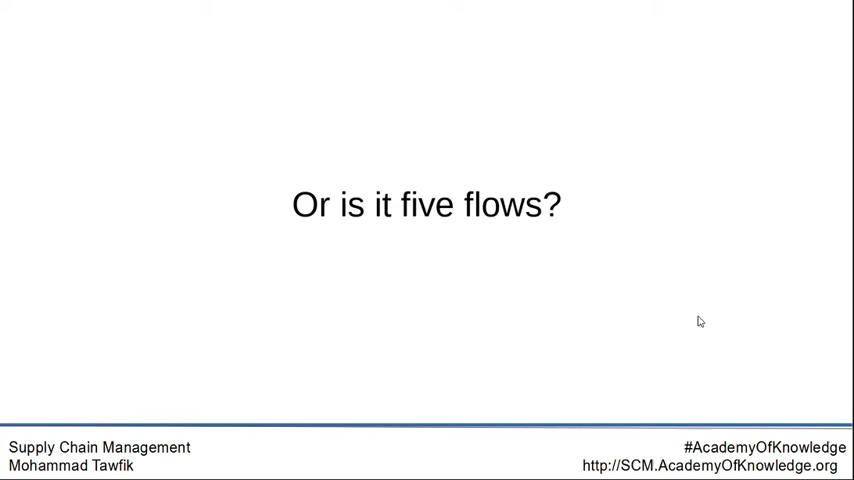 Or is it five flows?
Supply Chain Management
Mohammad Tawfik
#AcademyOfKnowledge
http://SCM.AcademyOfKnowledge.org